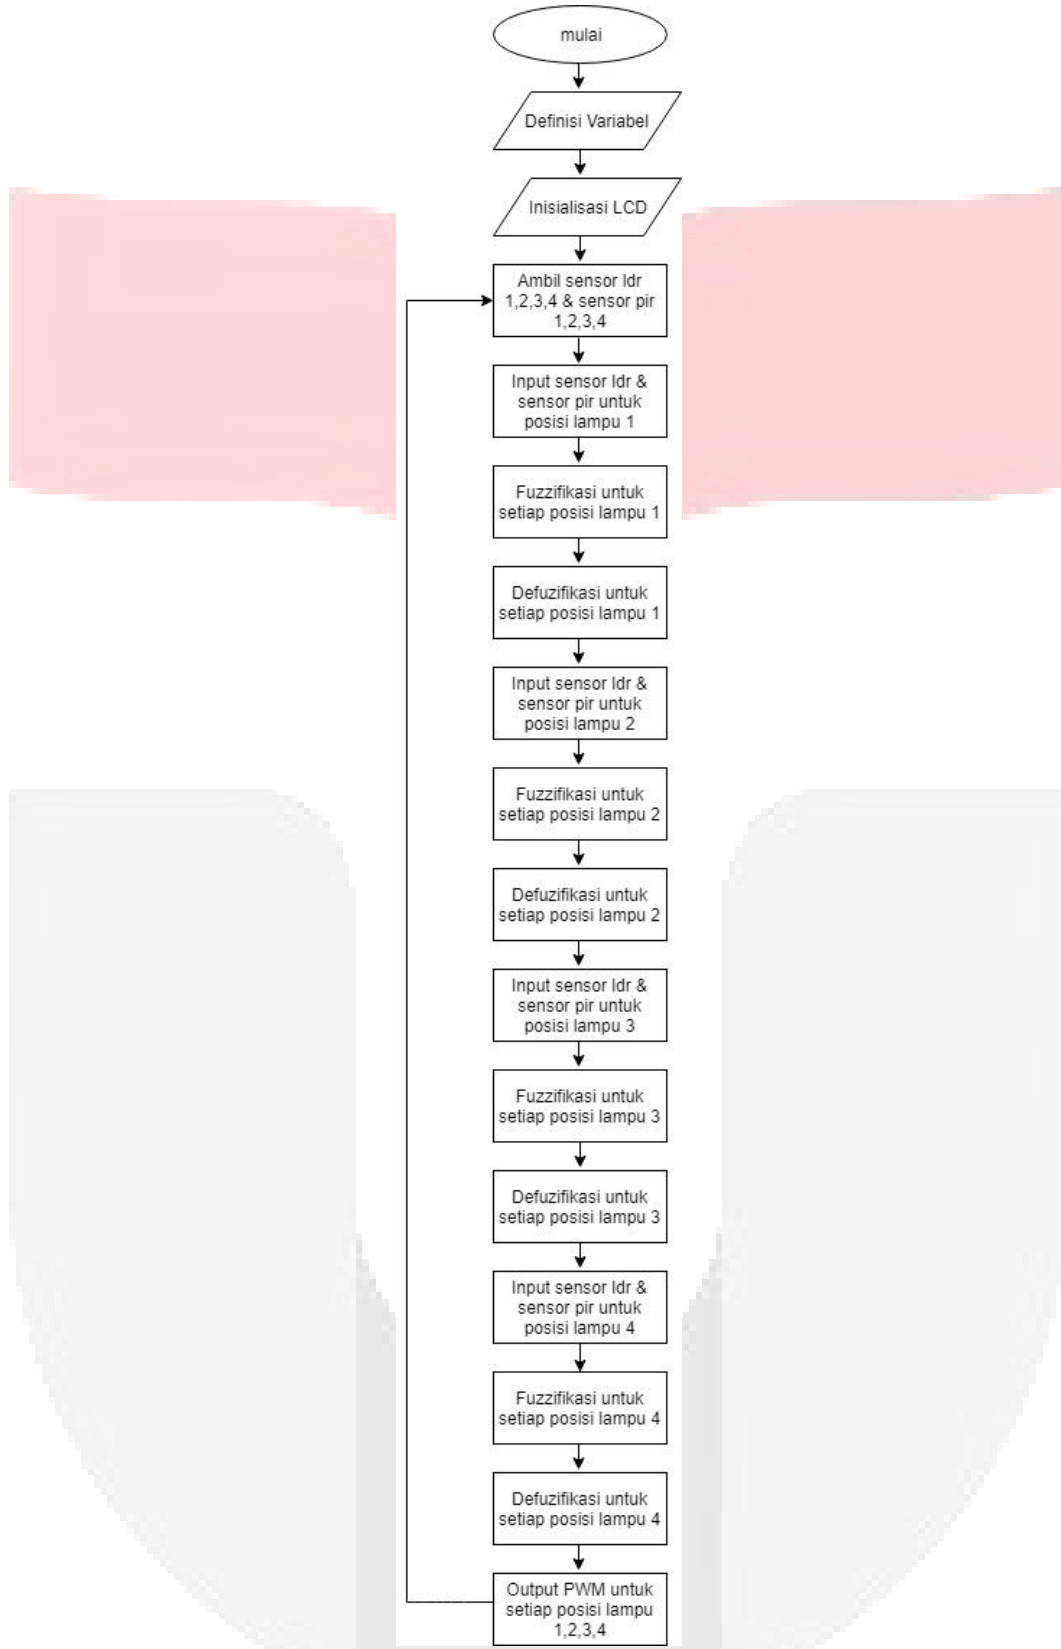 mulai
Definisi Variabel
Inisialisasi LCD
Ambil sensor ldr
1,2,3,4 & sensor pir
1,2,3,4
Input sensor ldr &
sensor pir untuk
posisi lampu 1
Fuzzifikasi untuk
setiap posisi lampu 1
Defuzifikasi untuk
setiap posisi lampu 1
Input sensor ldr &
sensor pir untuk
posisi lampu 2
Fuzzifikasi untuk
setiap posisi lampu 2
Defuzifikasi untuk
setiap posisi lampu 2
Input sensor ldr &
sensor pir untuk
posisi lampu 3
Fuzzifikasi untuk
setiap posisi lampu 3
Defuzifikasi untuk
setiap posisi lampu 3
Input sensor ldr &
sensor pir untuk
posisi lampu 4
Fuzzifikasi untuk
setiap posisi lampu 4
Defuzifikasi untuk
setiap posisi lampu 4
Output PWM untuk
setiap posisi lampu
1,2,3,4